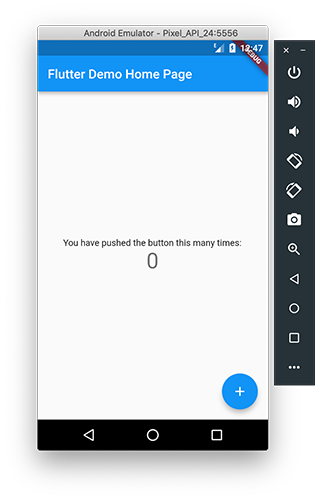 Android Emulator - Pixel_API_24:5556
12:47
DEBUG
Flutter Demo Home Page
You have pushed the button this many times:
0